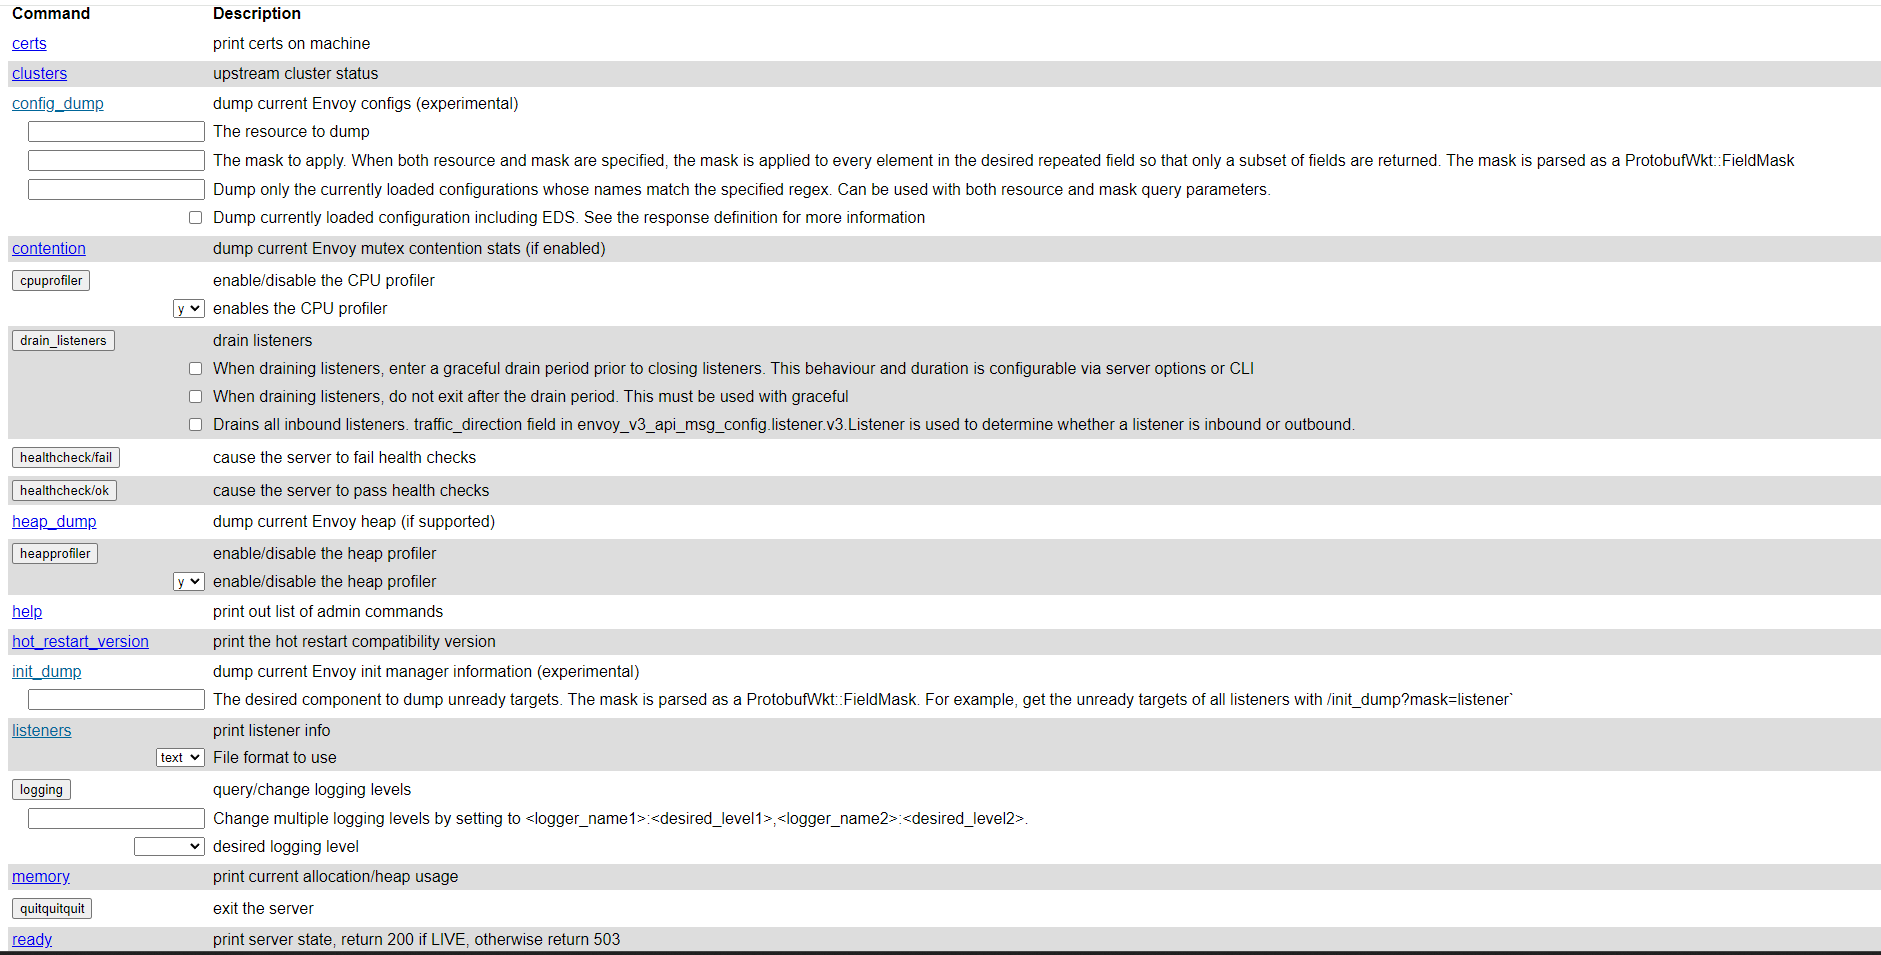 Command Description
certs print certs on machine
clusters upstream cluster status
config_dump dump current Envoy configs (experimental)
The resource to dump
The mask to apply. When both resource and mask are specified, the mask is applied to every element in the desired repeated field so that only a subset of fields are returned. The mask is parsed as a ProtobufWkt::FieldMask
Dump only the currently loaded configurations whose names match the specified regex. Can be used with both resource and mask query parameters.
Dump currently loaded configuration including EDS. See the response definition for more information
contention dump current Envoy mutex contention stats (if enabled)
cpuprofiler enable/disable the CPU profiler
y enables the CPU profiler
drain_listeners drain listeners
When draining listeners, enter a graceful drain period prior to closing listeners. This behaviour and duration is configurable via server options or CLI
When draining listeners, do not exit after the drain period. This must be used with graceful
Drains all inbound listeners. traffic_direction field in envoy_v3_api_msg_config.listener.v3.Listener is used to determine whether a listener is inbound or outbound.
healthcheck/fail cause the server to fail health checks
healthcheck/ok cause the server to pass health checks
heap_dump dump current Envoy heap (if supported)
heapprofiler enable/disable the heap profiler
y enable/disable the heap profiler
help print out list of admin commands
hot_restart_version print the hot restart compatibility version
init_dump dump current Envoy init manager information (experimental)
The desired component to dump unready targets. The mask is parsed as a ProtobufWkt::FieldMask. For example, get the unready targets of all listeners with /init_dump?mask=listener`
listeners print listener info
text File format to use
logging query/change logging levels
Change multiple logging levels by setting to <logger_name1>:<desired_level1>,<logger_name2>:<desired_level2>.
desired logging level
memory print current allocation/heap usage
quitquitquit exit the server
ready print server state, return 200 if LIVE, otherwise return 503